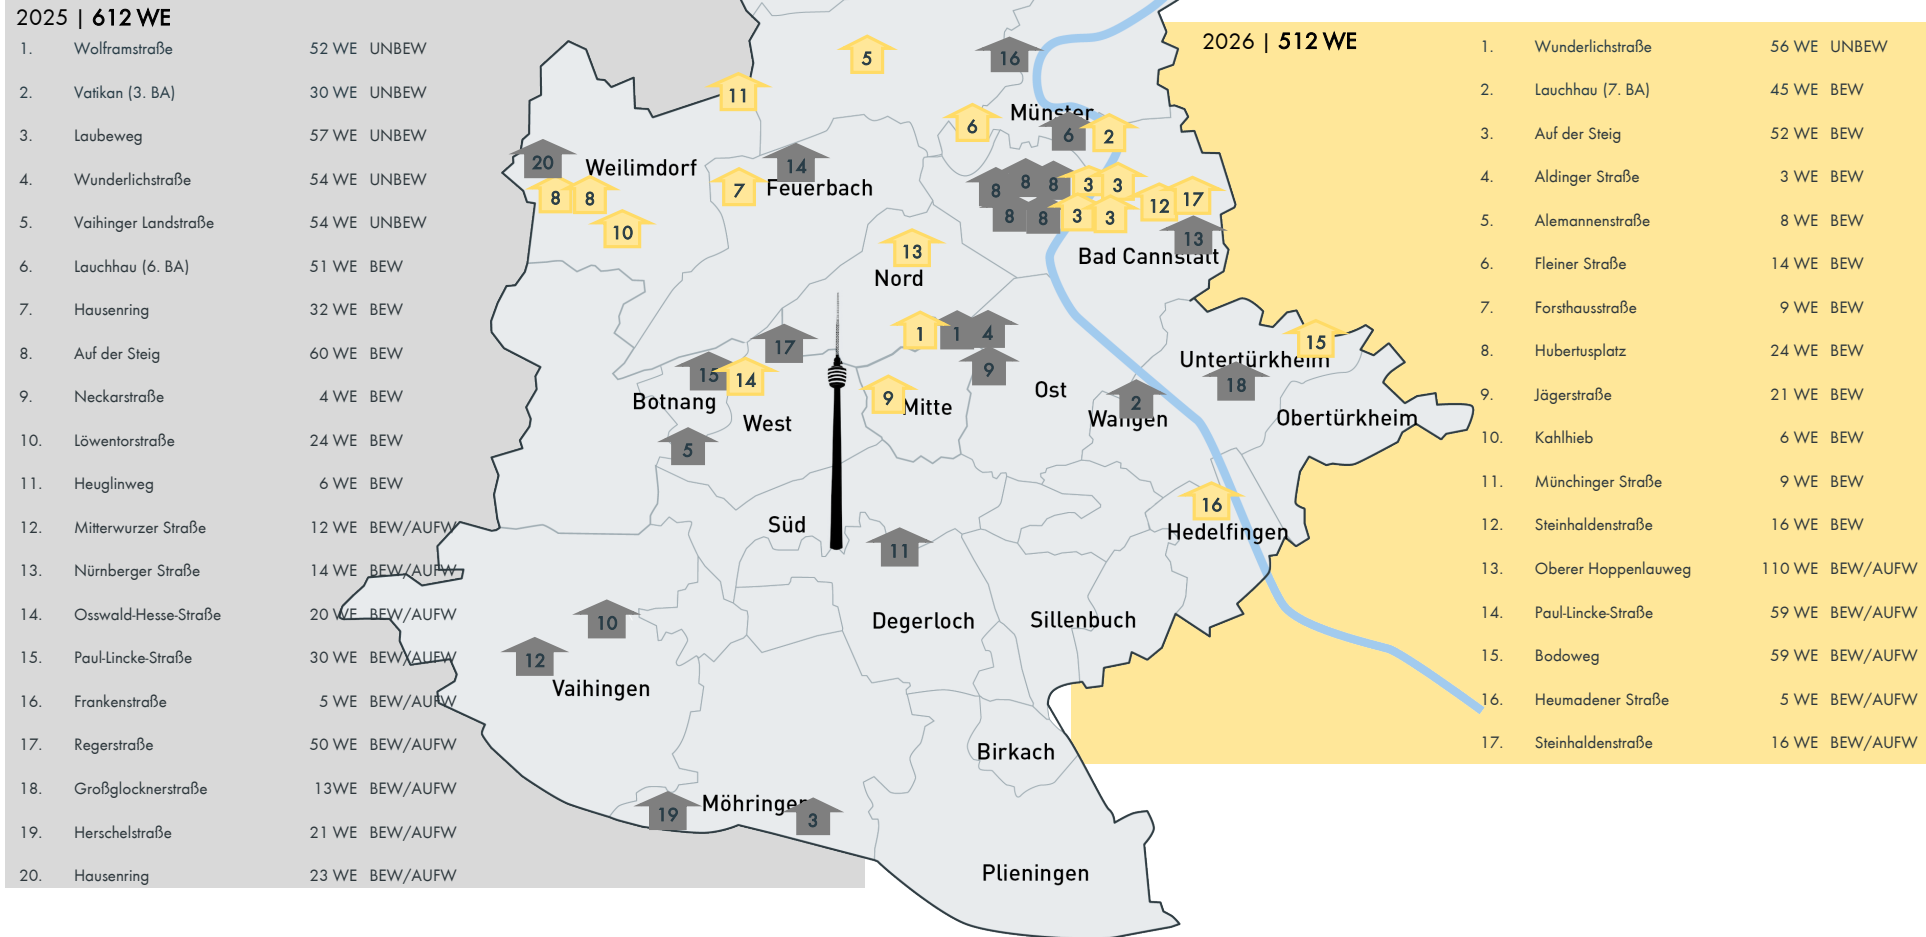 2025 | 612 WE
1. Wolframstraße 52 WE UNBEW
2. Vatikan (3. BA) 30 WE UNBEW
3. Laubeweg 57 WE UNBEW
4. Wunderlichstraße 54 WE UNBEW
5. Vaihinger Landstraße 54 WE UNBEW
6. Lauchhau (6. BA) 51 WE BEW
7. Hausenring 32 WE BEW
8. Auf der Steig 60 WE BEW
9. Neckarstraße 4 WE BEW
10. Löwentorstraße 24 WE BEW
11. Heuglinweg 6 WE BEW
12. Mitterwurzer Straße 12 WE BEW/AUFW
13. Nürnberger Straße 14 WE BEW/AUFW
14. Osswald-Hesse-Straße 20 WE BEW/AUFW
15. Paul-Lincke-Straße 30 WE BEW/AUFW
16. Frankenstraße 5 WE BEW/AUFW
17. Regerstraße 50 WE BEW/AUFW
18. Großglocknerstraße 13WE BEW/AUFW
19. Herschelstraße 21 WE BEW/AUFW
20. Hausenring 23 WE BEW/AUFW
5
16
11
Münster
6
6
2
20
Weilimdorf
14
Feuerbach
7
8
8
10
8
8
8
3
3
8
8
3
3
12
17
13
Bad Cannstatt
13
Nord
1
1
4
17
15
14
9
9
Mitte
Ost
Botnang
West
5
2
Wangen
15
Untertürkheim
18
Obertürkheim
16
Hedelfingen
Süd
11
10
12
Vaihingen
Degerloch
Sillenbuch
Birkach
19
Möhringen
3
Plieningen
2026 | 512 WE
1. Wunderlichstraße 56 WE UNBEW
2. Lauchhau (7. BA) 45 WE BEW
3. Auf der Steig 52 WE BEW
4. Aldinger Straße 3 WE BEW
5. Alemannenstraße 8 WE BEW
6. Fleiner Straße 14 WE BEW
7. Forsthausstraße 9 WE BEW
8. Hubertusplatz 24 WE BEW
9. Jägerstraße 21 WE BEW
10. Kahlhieb 6 WE BEW
11. Münchinger Straße 9 WE BEW
12. Steinhaldenstraße 16 WE BEW
13. Oberer Hoppenlauweg 110 WE BEW/AUFW
14. Paul-Lincke-Straße 59 WE BEW/AUFW
15. Bodoweg 59 WE BEW/AUFW
16. Heumadener Straße 5 WE BEW/AUFW
17. Steinhaldenstraße 16 WE BEW/AUFW